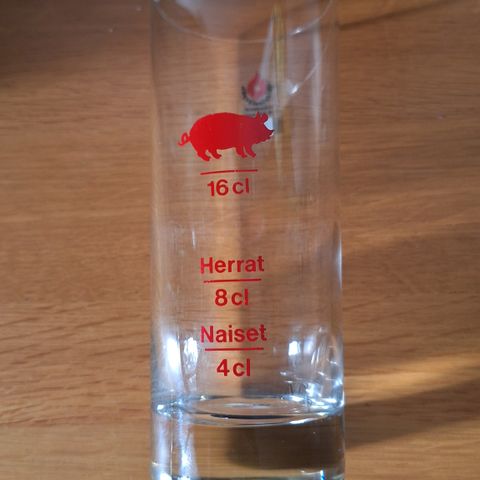 16 cl
Herrat
8 cl
Naiset
4 cl